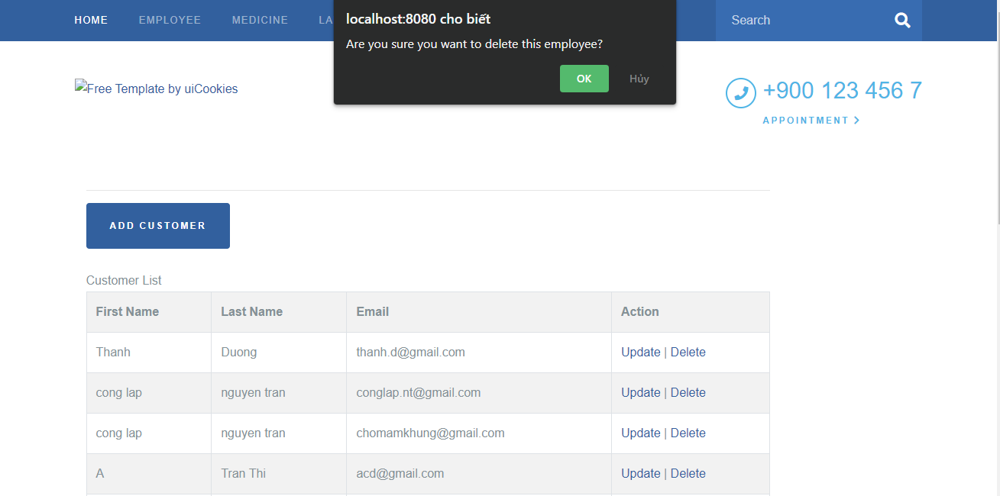 HOME EMPLOYEE MEDICINE LA
localhost:8080 cho biết
Are you sure you want to delete this employee?
OK Hủy
Search
Free Template by uiCookies
+900 123 456 7
APPOINTMENT
ADD CUSTOMER
Customer List
First Name Last Name Email Action
Thanh Duong thanh.d@gmail.com Update | Delete
cong lap nguyen tran conglap.nt@gmail.com Update | Delete
cong lap nguyen tran chomamkhung@gmail.com Update | Delete
A Tran Thi acd@gmail.com Update | Delete